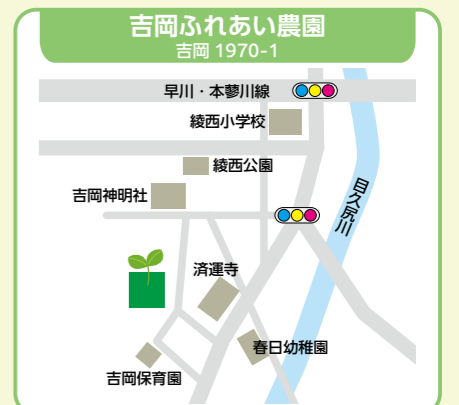 吉岡ふれあい農園
吉岡 1970-1
早川・本蓼川線
綾西小学校
綾西公園
吉岡神明社
目久尻川
済運寺
春日幼稚園
吉岡保育園